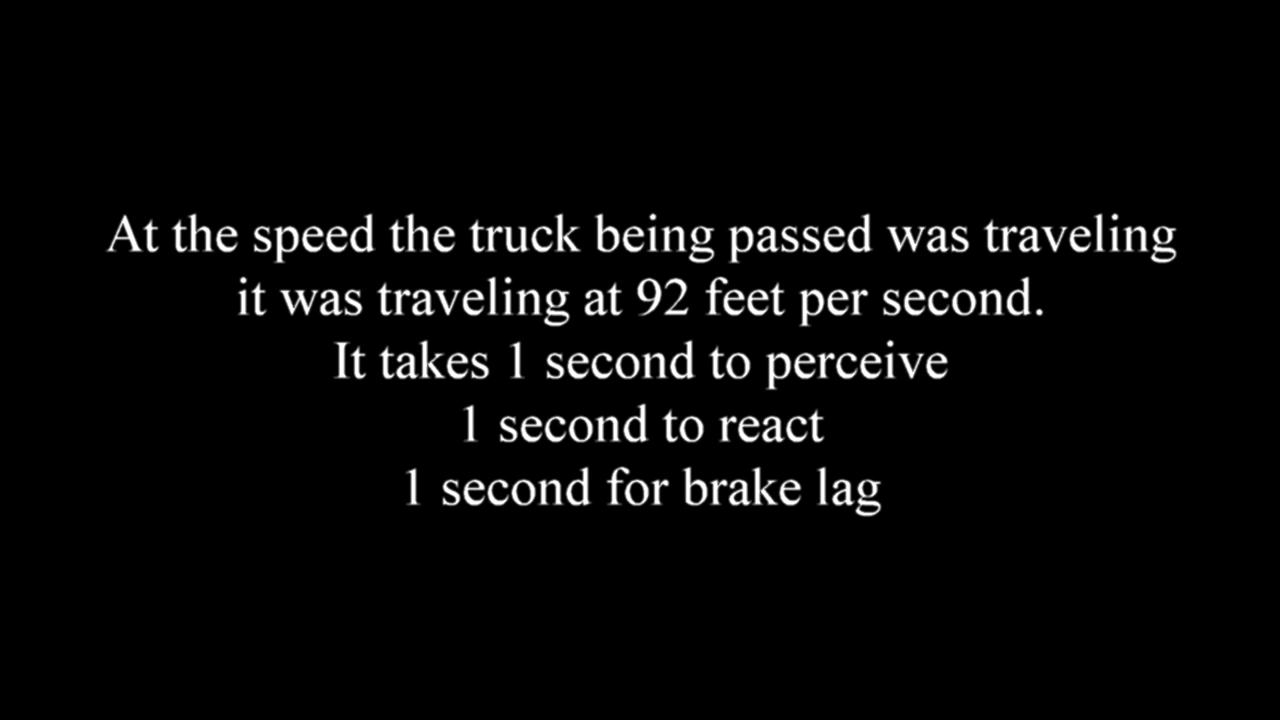 At the speed the truck being passed was traveling
it was traveling at 92 feet per second.
It takes 1 second to perceive
1 second to react
1 second for brake lag